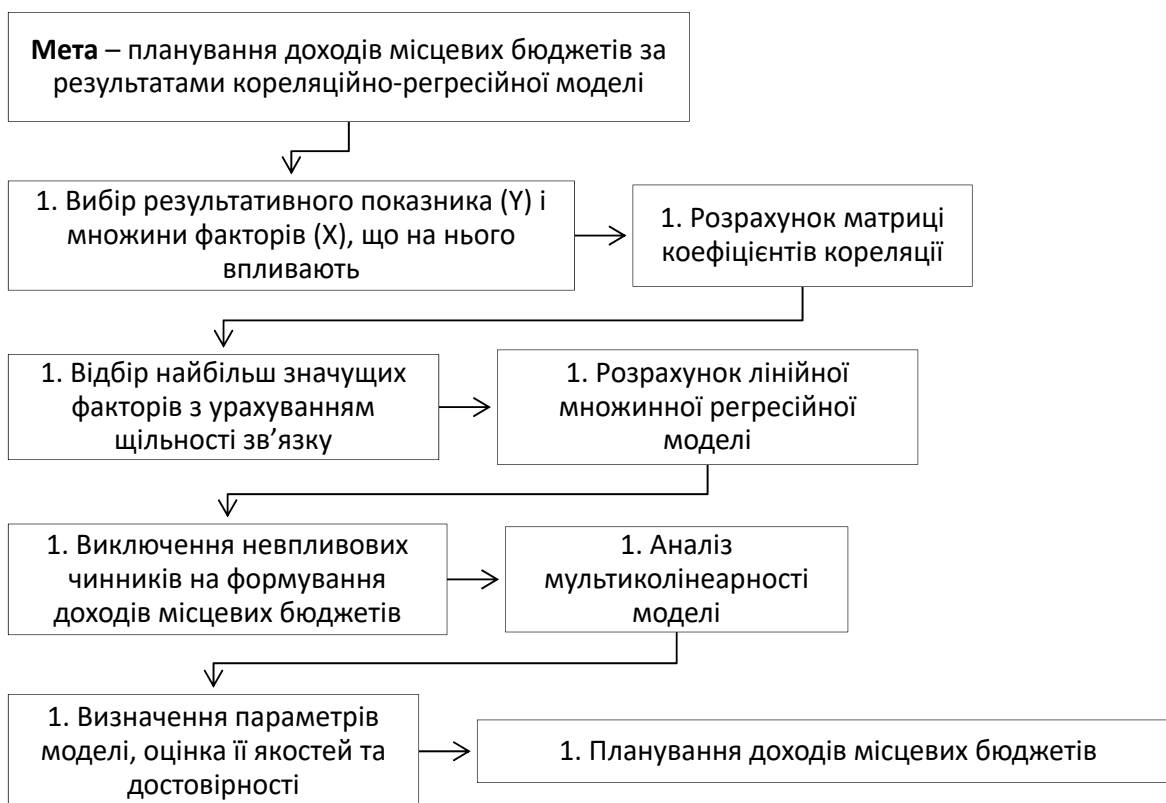 Мета – планування доходів місцевих бюджетів за
результатами кореляційно-регресійної моделі
1. Вибір результативного показника (Y) і
множини факторів (X), що на нього
впливають
1. Розрахунок матриці
коефіцієнтів кореляції
1. Відбір найбільш значущих
факторів з урахуванням
щільності зв’язку
1. Розрахунок лінійної
множинної регресійної
моделі
1. Виключення невпливових
чинників на формування
доходів місцевих бюджетів
1. Аналіз
мультиколінеарності
моделі
1. Визначення параметрів
моделі, оцінка її якостей та
достовірності
1. Планування доходів місцевих бюджетів